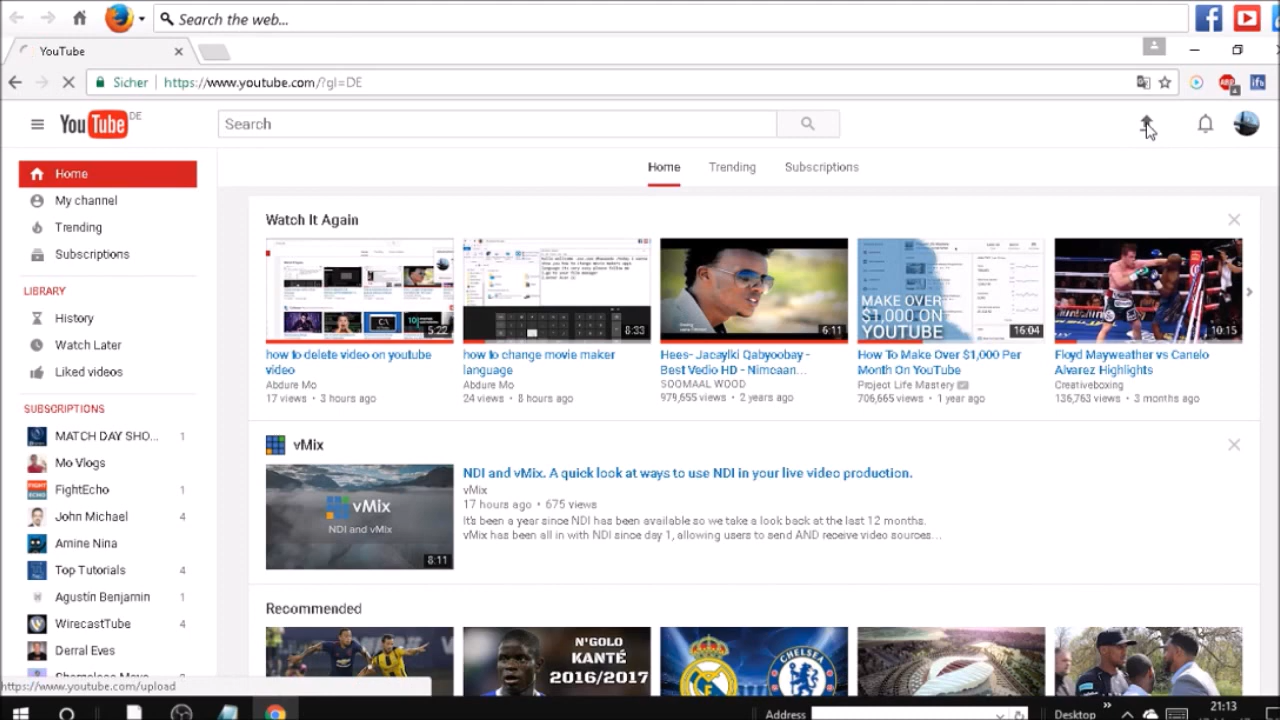 Search the web...
YouTube
Sicher
https://www.youtube.com/?gl=DE
YouTube DE
Search
Home
Trending
Subscriptions
Home
My channel
Trending
Subscriptions
LIBRARY
History
Watch Later
Liked videos
SUBSCRIPTIONS
MATCH DAY SHO... 1
Mo Vlogs
FightEcho 1
John Michael 4
Amine Nina
Top Tutorials 4
Agustín Benjamin 1
WirecastTube 4
Derral Eves
https://www.youtube.com/upload
Watch It Again
5:22
8:33
6:11
MAKE OVER
$1,000 ON
YOUTUBE
16:04
10:15
how to delete video on youtube
video
Abdure Mo
17 views • 3 hours ago
how to change movie maker
language
Abdure Mo
24 views • 8 hours ago
Hees- Jacaylki Qabyoobay -
Best Vedio HD - Nimcaan...
SOOMAAL WOOD
979,655 views • 2 years ago
How To Make Over $1,000 Per
Month On YouTube
Project Life Mastery
706,665 views • 1 year ago
Floyd Mayweather vs Canelo
Alvarez Highlights
Creativeboxing
136,763 views • 3 months ago
vMix
vMix
NDI and vMix
8:11
NDI and vMix. A quick look at ways to use NDI in your live video production.
vMix
17 hours ago • 675 views
It's been a year since NDI has been available so we take a look back at the last 12 months.
vMix has been all in with NDI since day 1, allowing users to send AND receive video sources...
Recommended
N'GOLO
KANTÉ
2016/2017
CHELSEA
Address
Desktop
21:13